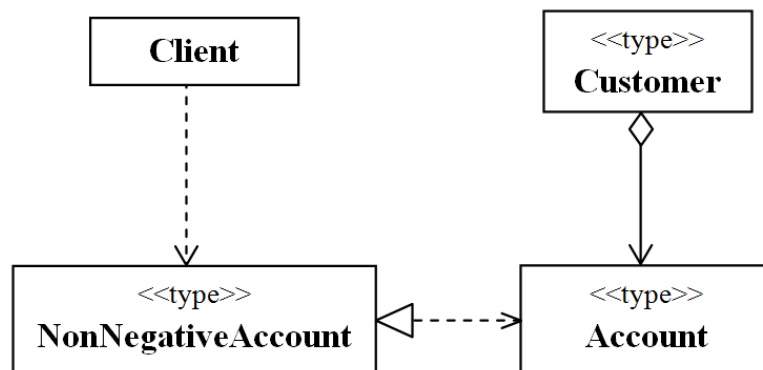 Client
<<type>>
Customer
<<type>>
NonNegativeAccount
<<type>>
Account